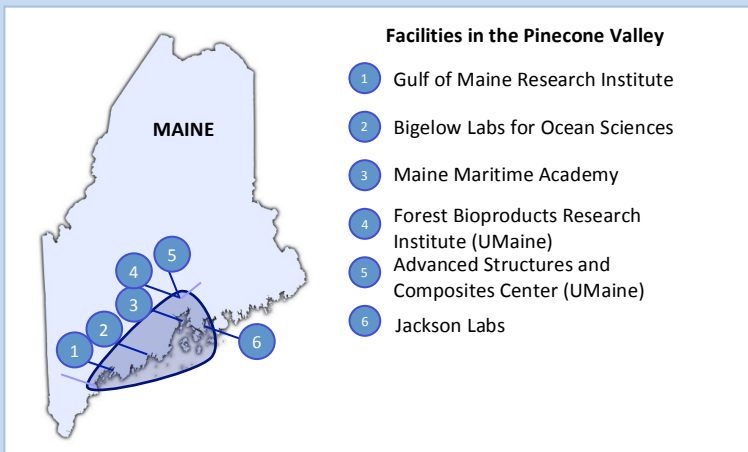 Facilities in the Pinecone Valley
MAINE
1 Gulf of Maine Research Institute
2 Bigelow Labs for Ocean Sciences
3 Maine Maritime Academy
4 Forest Bioproducts Research
Institute (UMaine)
5 Advanced Structures and
Composites Center (UMaine)
6 Jackson Labs
5
4
3
2
1
6